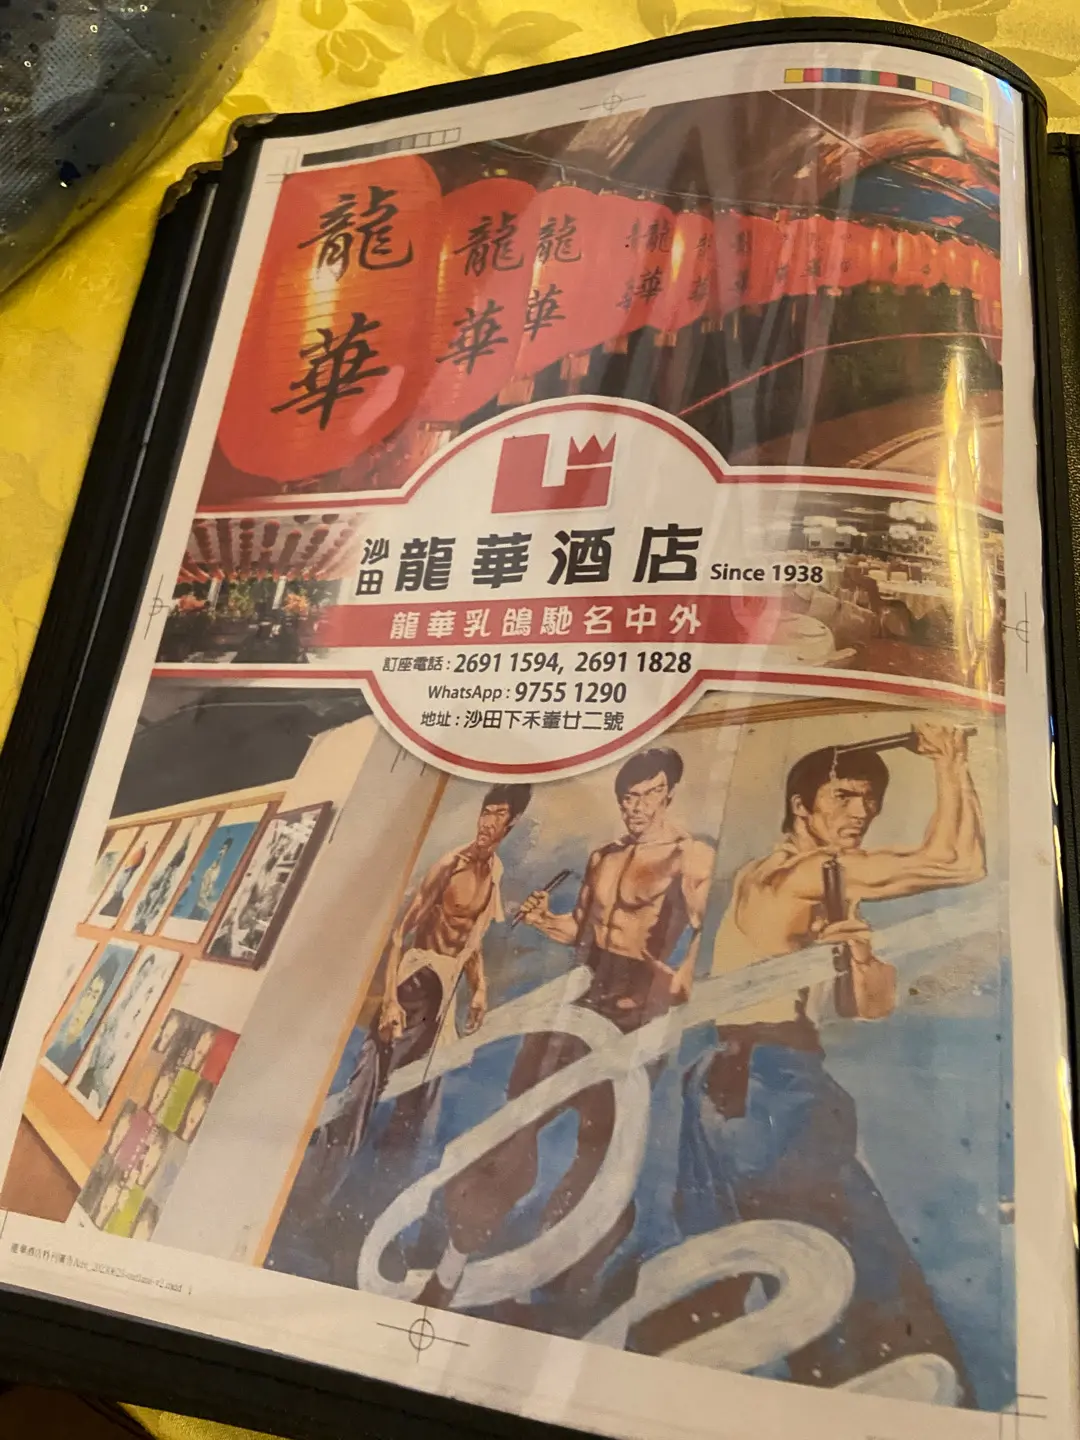 龍華
龍華
龍華
龍華
沙田 龍華酒店 Since 1938
龍華乳鴿馳名中外
訂座電話 : 2691 1594, 2691 1828
WhatsApp : 9755 1290
地址 : 沙田下禾輋廿二號